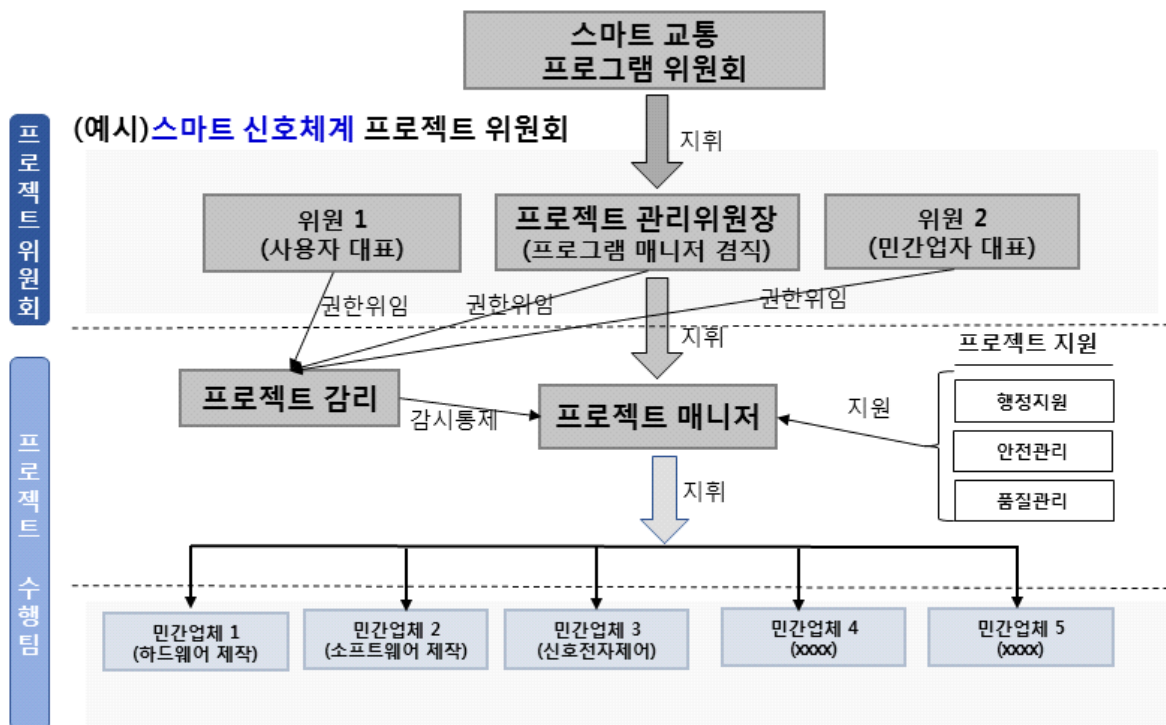 스마트 교통
프로그램 위원회
지휘
(예시)스마트 신호체계 프로젝트 위원회
프로젝트위원회
위원 1
(사용자 대표)
프로젝트 관리위원장
(프로그램 매니저 겸직)
위원 2
(민간업자 대표)
권한위임
권한위임
권한위임
지휘
프로젝트 지원
프로젝트 감리
감시통제
프로젝트 매니저
지원
행정지원
안전관리
품질관리
지휘
프로젝트 수행팀
민간업체 1
(하드웨어 제작)
민간업체 2
(소프트웨어 제작)
민간업체 3
(신호전자제어)
민간업체 4
(xxxx)
민간업체 5
(xxxx)